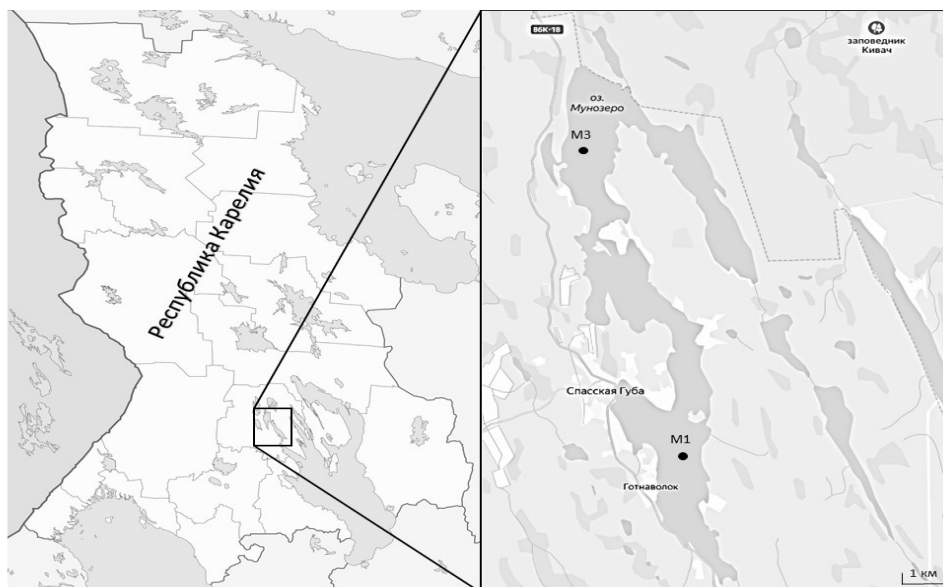 Республика Карелия
86К-18
заповедник
Кивач
оз.
Мунозеро
М3
Спасская Губа
М1
Готнаволок
1 км